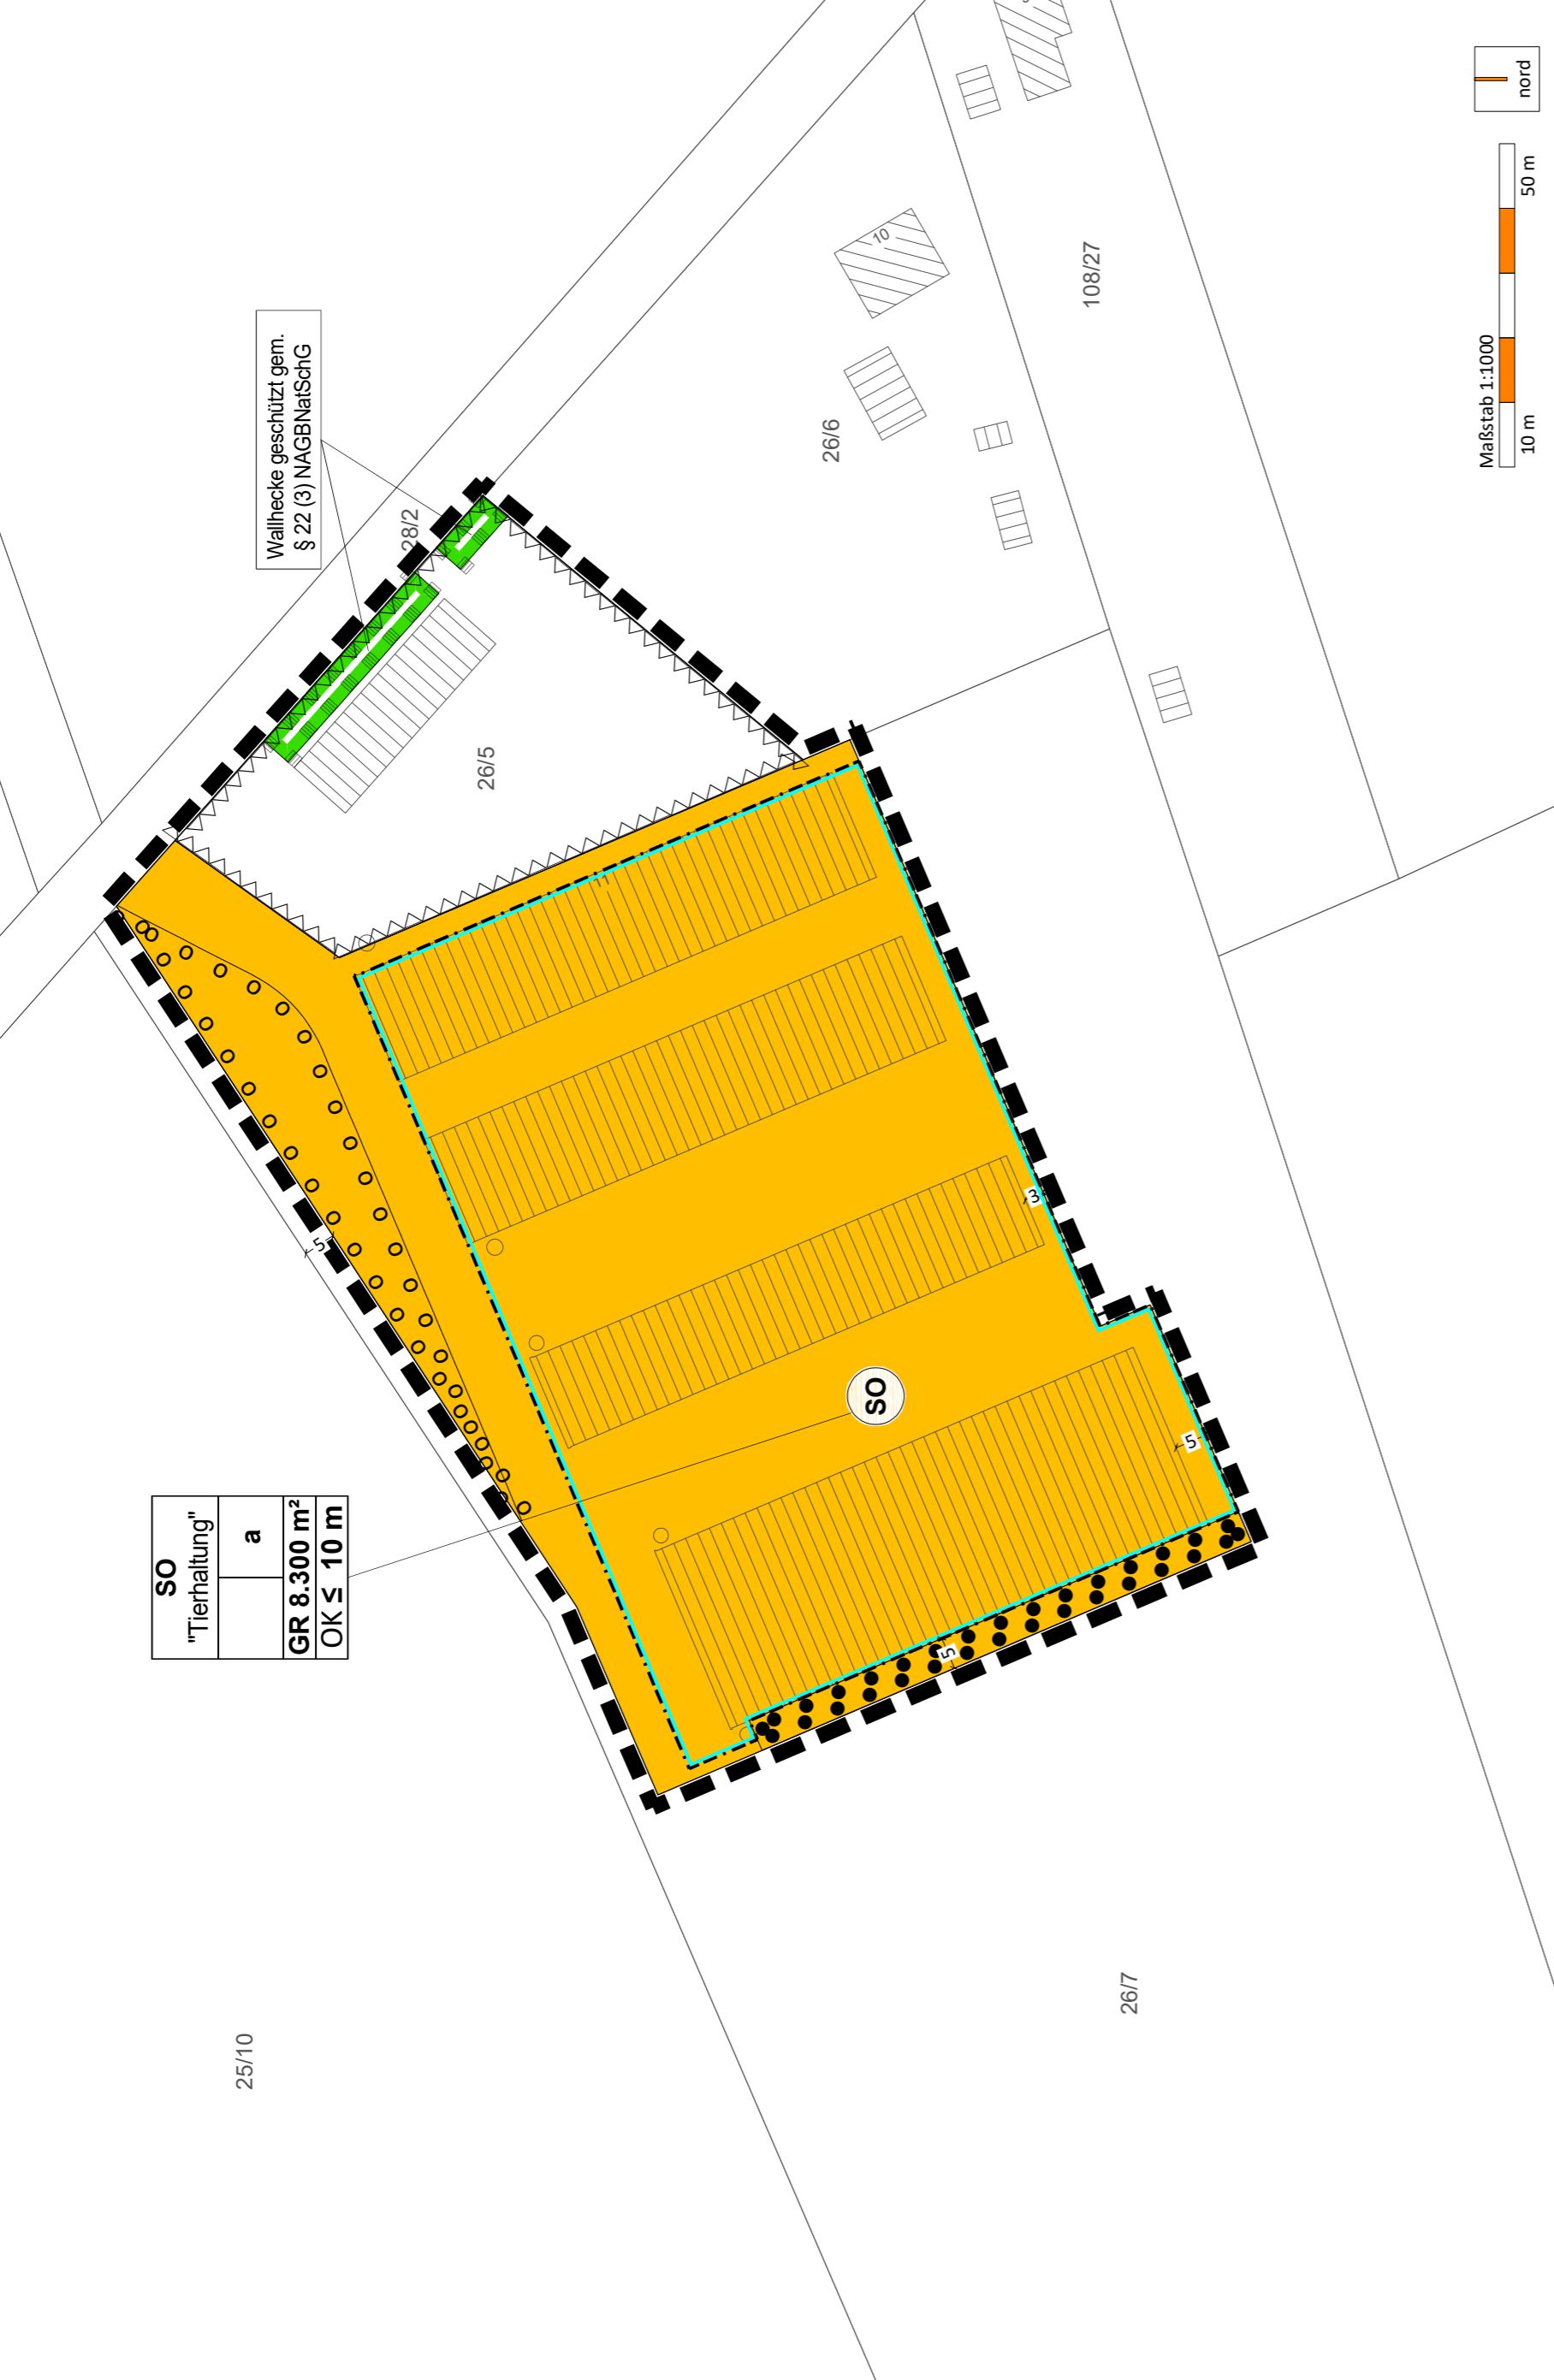 Wallhecke geschützt gem.
§ 22 (3) NAGBNatSchG
28/2
26/5
26/6
10
108/27
nord
Maßstab 1:1000
10 m
50 m
11
5
3
5
5
SO
SO
"Tierhaltung"
a
GR 8.300 m²
OK ≤ 10 m
25/10
26/7